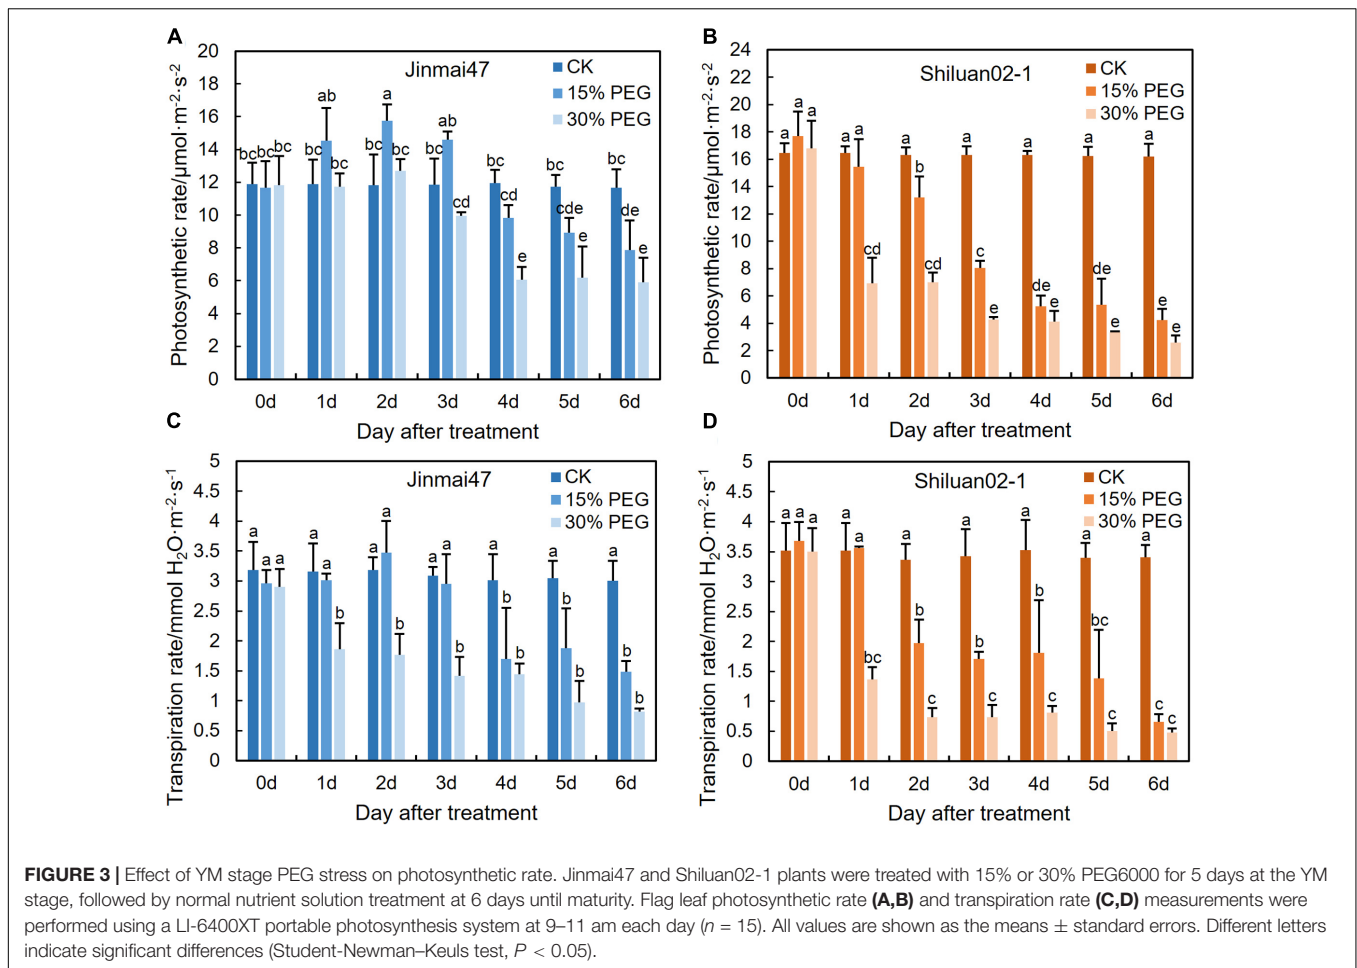 A
Photosynthetic rate/μmol·m-2·s-2
20
18
16
14
12
10
8
6
4
2
0
Jinmai47
CK
15% PEG
30% PEG
bc bc bc
bc ab bc
bc a bc
bc ab cd
bc cd e
bc cde e
bc de e
0d 1d 2d 3d 4d 5d 6d
Day after treatment
B
Photosynthetic rate/μmol·m-2·s-2
24
22
20
18
16
14
12
10
8
6
4
2
0
Shiluan02-1
CK
15% PEG
30% PEG
a a a
a a cd
a b cd
a c e
a de e
a de e
a e e
0d 1d 2d 3d 4d 5d 6d
Day after treatment
C
Transpiration rate/mmol H2O·m-2·s-1
5
4.5
4
3.5
3
2.5
2
1.5
1
0.5
0
Jinmai47
CK
15% PEG
30% PEG
a a a
a a b
a a b
a a b
a b b
a b b
a b b
0d 1d 2d 3d 4d 5d 6d
Day after treatment
D
Transpiration rate/mmol H2O·m-2·s-1
5
4.5
4
3.5
3
2.5
2
1.5
1
0.5
0
Shiluan02-1
CK
15% PEG
30% PEG
a a a
a a bc
a b c
a b c
a b c
a bc c
a c c
0d 1d 2d 3d 4d 5d 6d
Day after treatment
FIGURE 3 | Effect of YM stage PEG stress on photosynthetic rate. Jinmai47 and Shiluan02-1 plants were treated with 15% or 30% PEG6000 for 5 days at the YM
stage, followed by normal nutrient solution treatment at 6 days until maturity. Flag leaf photosynthetic rate (A,B) and transpiration rate (C,D) measurements were
performed using a LI-6400XT portable photosynthesis system at 9–11 am each day (n = 15). All values are shown as the means ± standard errors. Different letters
indicate significant differences (Student-Newman–Keuls test, P < 0.05).